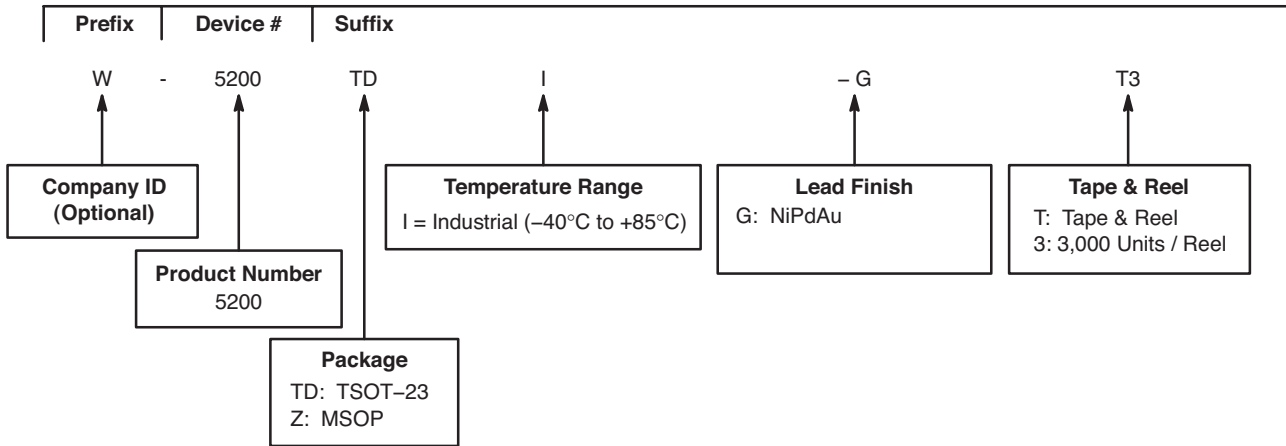 Prefix Device # Suffix
W - 5200 TD I – G T3
Company ID
(Optional)
Product Number
5200
Package
TD: TSOT–23
Z: MSOP
Temperature Range
I = Industrial (–40°C to +85°C)
Lead Finish
G: NiPdAu
Tape & Reel
T: Tape & Reel
3: 3,000 Units / Reel